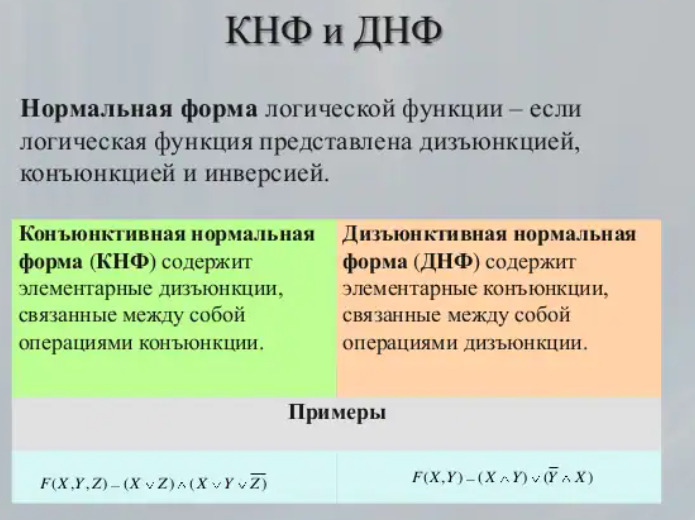 КНФ и ДНФ
Нормальная форма логической функции – если
логическая функция представлена дизъюнкцией,
конъюнкцией и инверсией.
Конъюнктивная нормальная
форма (КНФ) содержит
элементарные дизъюнкции,
связанные между собой
операциями конъюнкции.
Дизъюнктивная нормальная
форма (ДНФ) содержит
элементарные конъюнкции,
связанные между собой
операциями дизъюнкции.
Примеры
F(X,Y,Z) – (X ∨ Z) ∧ (X ∨ Y ∨ Z̅)
F(X,Y) – (X ∧ Y) ∨ (Y̅ ∧ X)